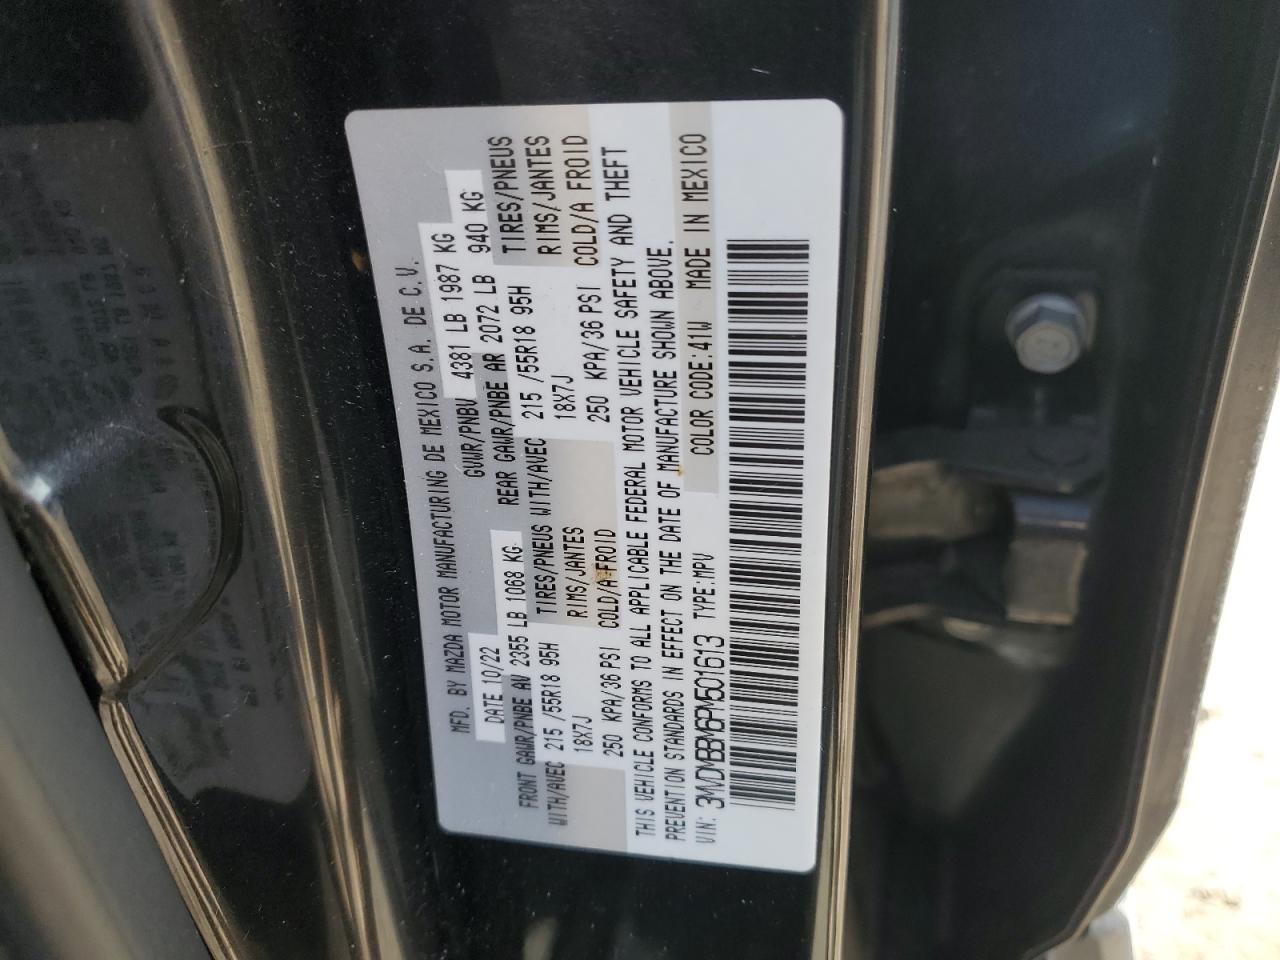 MFD. BY MAZDA MOTOR MANUFACTURING DE MEXICO S.A. DE C.V.
DATE 10/22 GVWR/PNBV 4381 LB 1987 KG
FRONT GAWR/PNBE AV 2355 LB 1068 KG REAR GAWR/PNBE AR 2072 LB 940 KG
WITH/AVEC 215 /55R18 95H TIRES/PNEUS WITH/AVEC 215 /55R18 95H TIRES/PNEUS
18X7J RIMS/JANTES 18X7J RIMS/JANTES
250 KPA/36 PSI COLD/A FROID 250 KPA/36 PSI COLD/A FROID
THIS VEHICLE CONFORMS TO ALL APPLICABLE FEDERAL MOTOR VEHICLE SAFETY AND THEFT
PREVENTION STANDARDS IN EFFECT ON THE DATE OF MANUFACTURE SHOWN ABOVE.
VIN: 3MVDMBBM6PM501613 TYPE:MPV COLOR CODE:41W MADE IN MEXICO